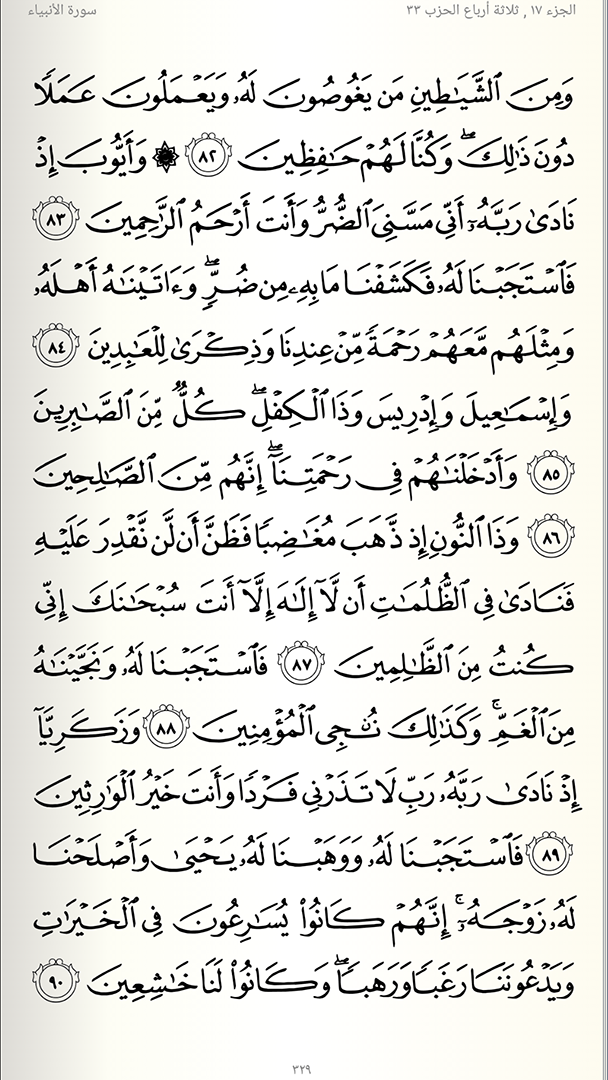 الجزء ١٧ , ثلاثة أرباع الحزب ٣٣
سورة الأنبياء
وَمِنَ ٱلشَّيَٰطِينِ مَن يَغُوصُونَ لَهُۥ وَيَعْمَلُونَ عَمَلًا
دُونَ ذَٰلِكَۖ وَكُنَّا لَهُمْ حَٰفِظِينَ ٨٢ ۞ وَأَيُّوبَ إِذْ
نَادَىٰ رَبَّهُۥٓ أَنِّي مَسَّنِيَ ٱلضُّرُّ وَأَنتَ أَرْحَمُ ٱلرَّٰحِمِينَ ٨٣
فَٱسْتَجَبْنَا لَهُۥ فَكَشَفْنَا مَا بِهِۦ مِن ضُرٍّۖ وَءَاتَيْنَٰهُ أَهْلَهُۥ
وَمِثْلَهُم مَّعَهُمْ رَحْمَةً مِّنْ عِندِنَا وَذِكْرَىٰ لِلْعَٰبِدِينَ ٨٤
وَإِسْمَٰعِيلَ وَإِدْرِيسَ وَذَا ٱلْكِفْلِۖ كُلٌّ مِّنَ ٱلصَّٰبِرِينَ
٨٥ وَأَدْخَلْنَٰهُمْ فِي رَحْمَتِنَآۖ إِنَّهُم مِّنَ ٱلصَّٰلِحِينَ
٨٦ وَذَا ٱلنُّونِ إِذ ذَّهَبَ مُغَٰضِبًا فَظَنَّ أَن لَّن نَّقْدِرَ عَلَيْهِ
فَنَادَىٰ فِي ٱلظُّلُمَٰتِ أَن لَّآ إِلَٰهَ إِلَّآ أَنتَ سُبْحَٰنَكَ إِنِّي
كُنتُ مِنَ ٱلظَّٰلِمِينَ ٨٧ فَٱسْتَجَبْنَا لَهُۥ وَنَجَّيْنَٰهُ
مِنَ ٱلْغَمِّۚ وَكَذَٰلِكَ نُۨجِي ٱلْمُؤْمِنِينَ ٨٨ وَزَكَرِيَّآ
إِذْ نَادَىٰ رَبَّهُۥ رَبِّ لَا تَذَرْنِي فَرْدًا وَأَنتَ خَيْرُ ٱلْوَٰرِثِينَ
٨٩ فَٱسْتَجَبْنَا لَهُۥ وَوَهَبْنَا لَهُۥ يَحْيَىٰ وَأَصْلَحْنَا
لَهُۥ زَوْجَهُۥٓۚ إِنَّهُمْ كَانُوا۟ يُسَٰرِعُونَ فِي ٱلْخَيْرَٰتِ
وَيَدْعُونَنَا رَغَبًا وَرَهَبًاۖ وَكَانُوا۟ لَنَا خَٰشِعِينَ ٩٠
٣٢٩